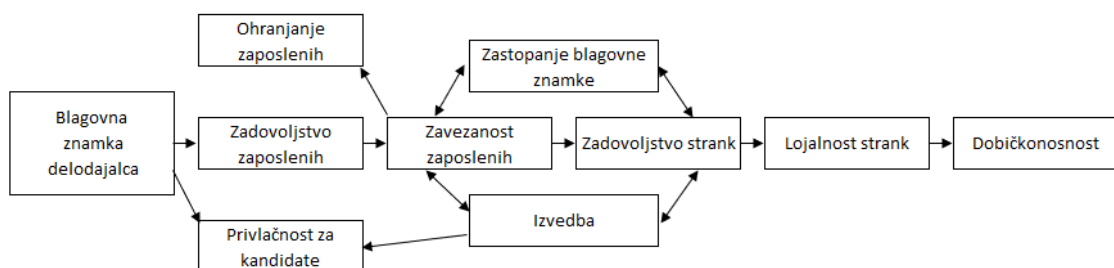 Ohranjanje
zaposlenih
Zastopanje blagovne
znamke
Blagovna
znamka
delodajalca
Zadovoljstvo
zaposlenih
Zavezanost
zaposlenih
Zadovoljstvo strank
Lojalnost strank
Dobičkonosnost
Izvedba
Privlačnost za
kandidate